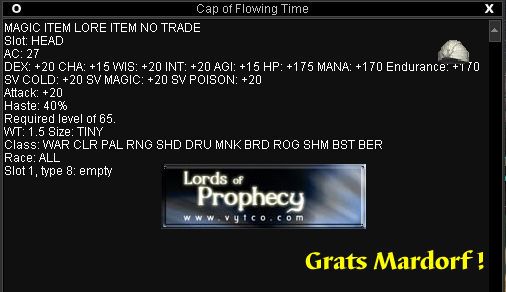 O Cap of Flowing Time X
MAGIC ITEM LORE ITEM NO TRADE
Slot: HEAD
AC: 27
DEX: +20 CHA: +15 WIS: +20 INT: +20 AGI: +15 HP: +175 MANA: +170 Endurance: +170
SV COLD: +20 SV MAGIC: +20 SV POISON: +20
Attack: +20
Haste: 40%
Required level of 65.
WT: 1.5 Size: TINY
Class: WAR CLR PAL RNG SHD DRU MNK BRD ROG SHM BST BER
Race: ALL
Slot 1, type 8: empty
Lords of
Prophecy
www.vytco.com
Grats Mardorf !